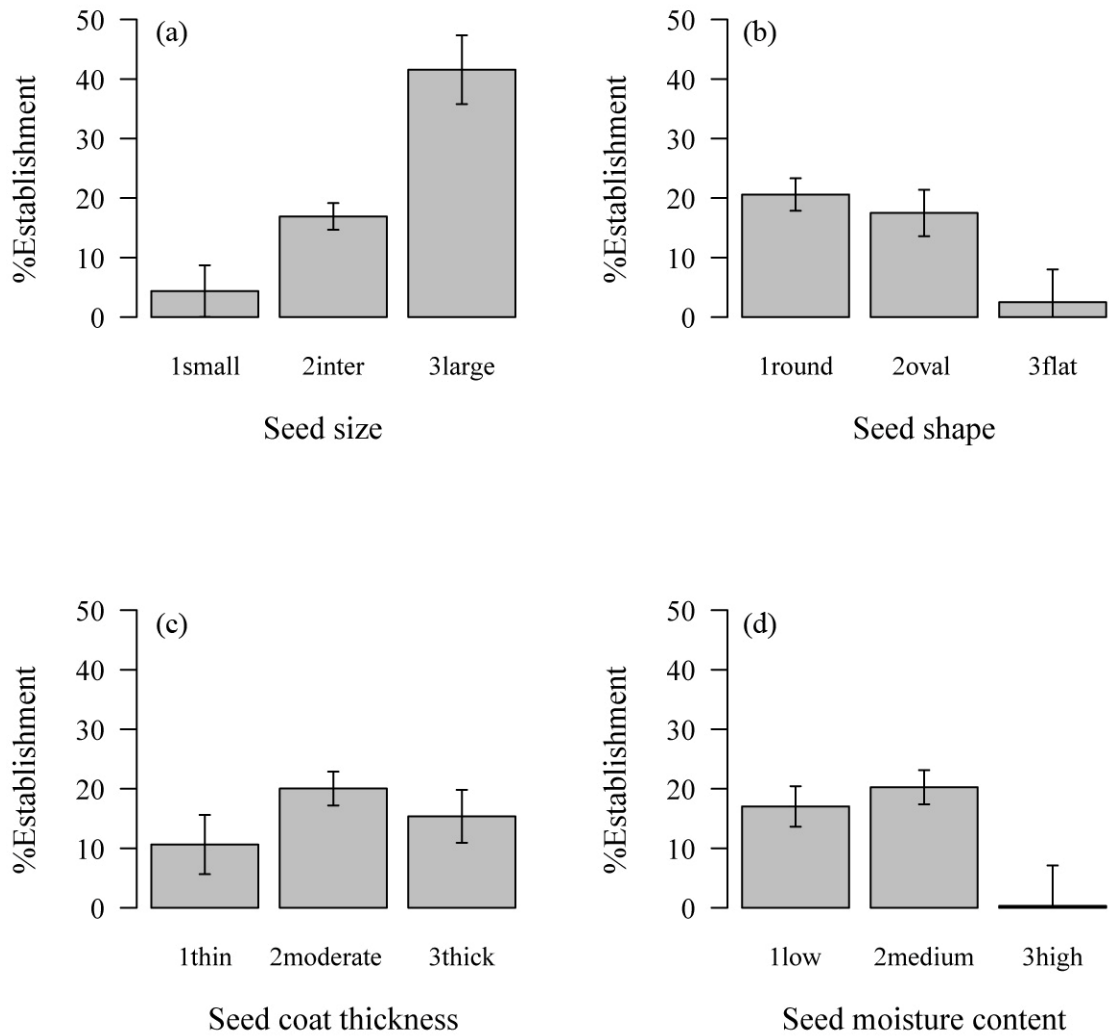 (a)
%Establishment
50
40
30
20
10
0
1small 2inter 3large
Seed size
(b)
%Establishment
50
40
30
20
10
0
1round 2oval 3flat
Seed shape
(c)
%Establishment
50
40
30
20
10
0
1thin 2moderate 3thick
Seed coat thickness
(d)
%Establishment
50
40
30
20
10
0
1low 2medium 3high
Seed moisture content